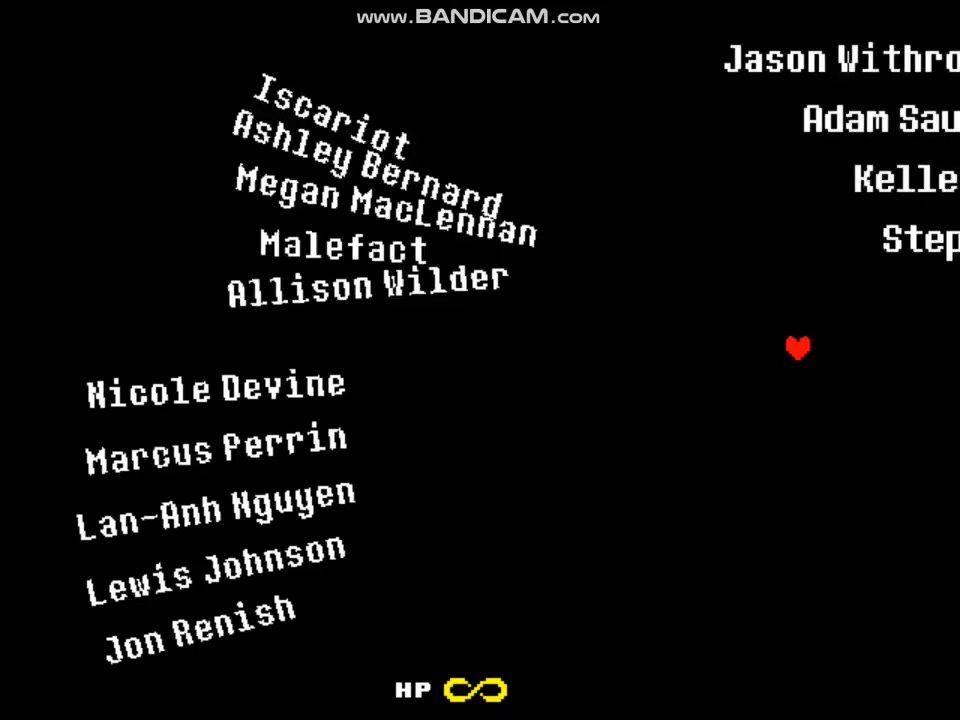 www.BANDICAM.com
Iscariot
Ashley Bernard
Megan MacLennan
Malefact
Allison Wilder
Jason Withro
Adam Sau
Kelle
Step
Nicole Devine
Marcus Perrin
Lan-Anh Nguyen
Lewis Johnson
Jon Renish
HP ∞